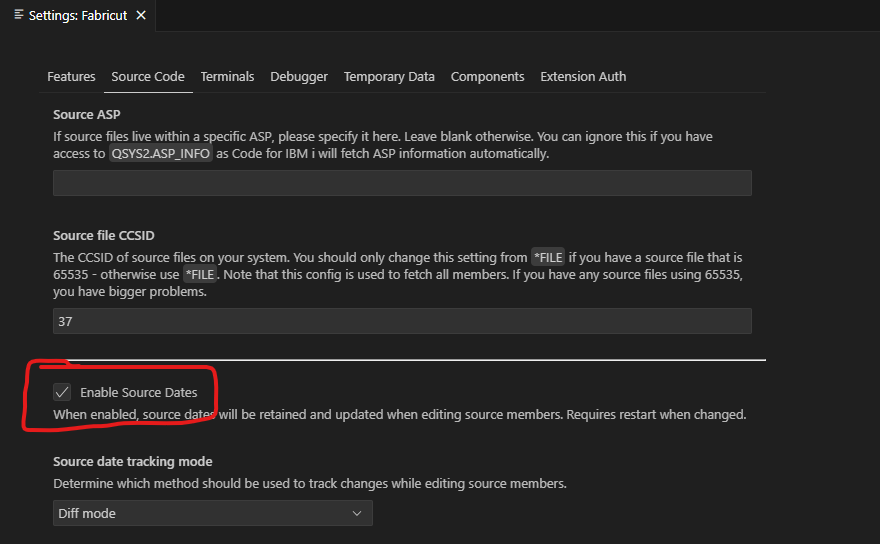 Settings: Fabricut
Features Source Code Terminals Debugger Temporary Data Components Extension Auth
Source ASP
If source files live within a specific ASP, please specify it here. Leave blank otherwise. You can ignore this if you have
access to QSYS2.ASP_INFO as Code for IBM i will fetch ASP information automatically.
Source file CCSID
The CCSID of source files on your system. You should only change this setting from *FILE if you have a source file that is
65535 - otherwise use *FILE. Note that this config is used to fetch all members. If you have any source files using 65535,
you have bigger problems.
37
Enable Source Dates
When enabled, source dates will be retained and updated when editing source members. Requires restart when changed.
Source date tracking mode
Determine which method should be used to track changes while editing source members.
Diff mode